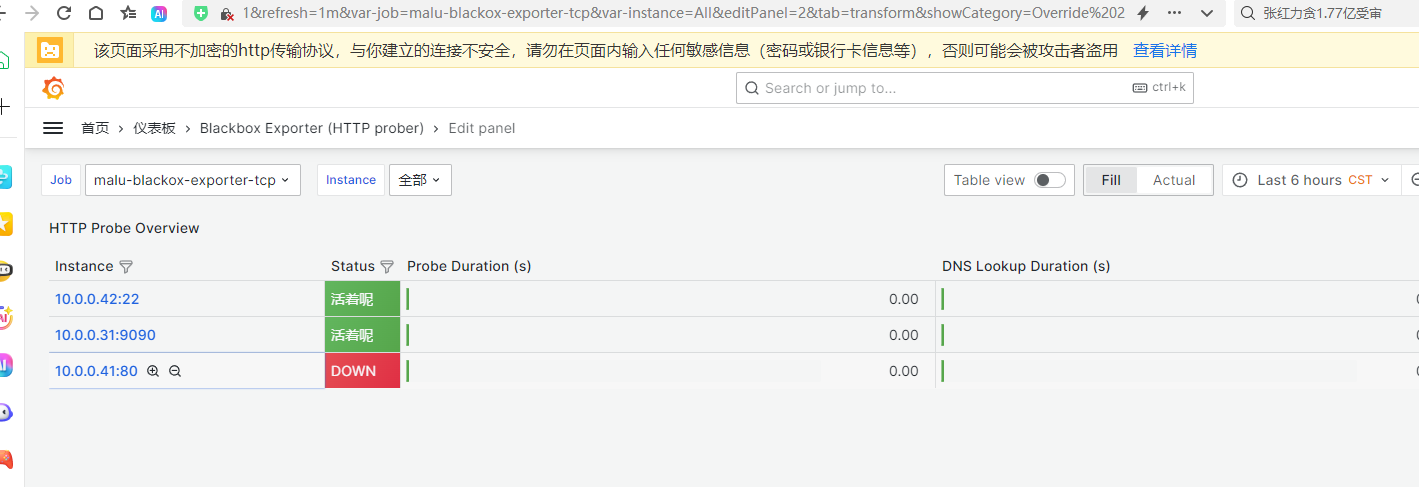 1&refresh=1m&var-job=malu-blackox-exporter-tcp&var-instance=All&editPanel=2&tab=transform&showCategory=Override%202
张红力贪1.77亿受审
该页面采用不加密的http传输协议，与你建立的连接不安全，请勿在页面内输入任何敏感信息（密码或银行卡信息等），否则可能会被攻击者盗用 查看详情
Search or jump to... ctrl+k
首页 › 仪表板 › Blackbox Exporter (HTTP prober) › Edit panel
Job malu-blackox-exporter-tcp Instance 全部 Table view Fill Actual Last 6 hours CST
HTTP Probe Overview
Instance Status Probe Duration (s) DNS Lookup Duration (s)
10.0.0.42:22 活着呢 0.00
10.0.0.31:9090 活着呢 0.00
10.0.0.41:80 DOWN 0.00